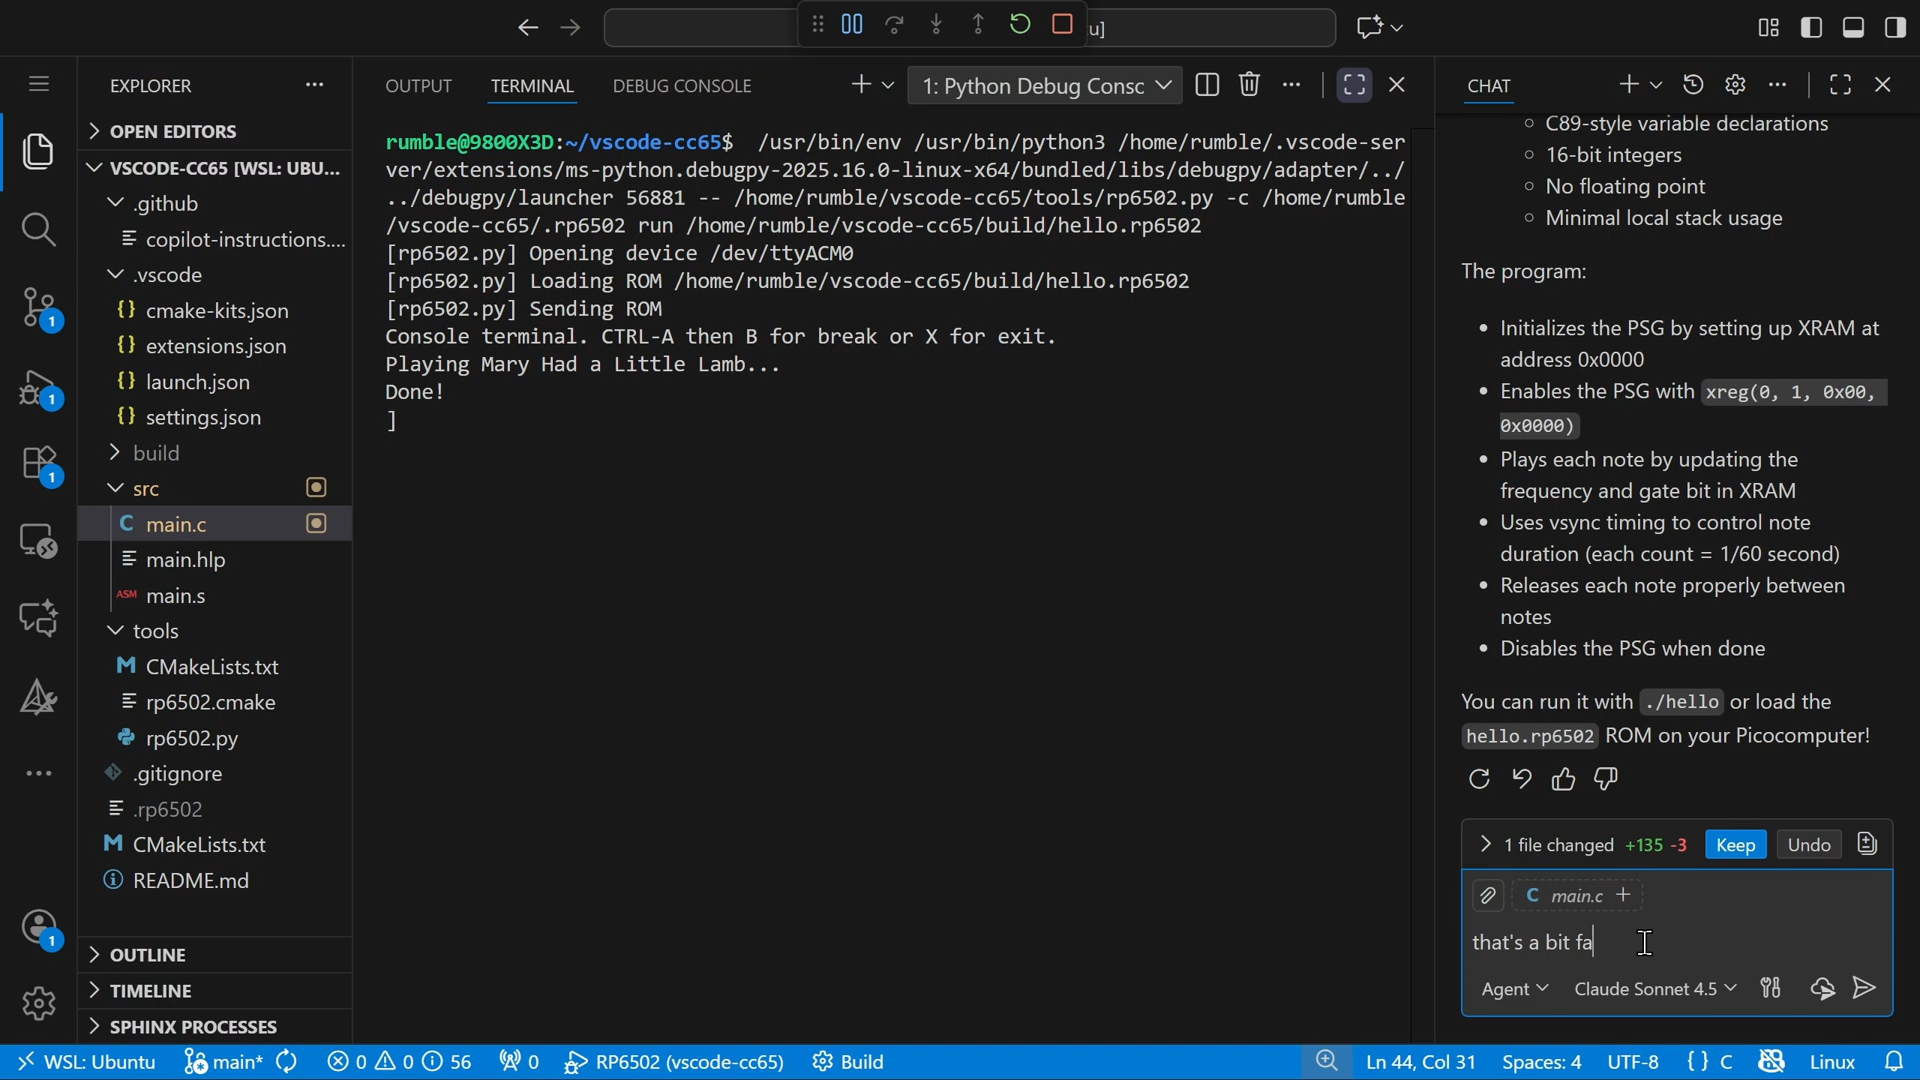 u]
EXPLORER
OPEN EDITORS
VSCODE-CC65 [WSL: UBU...
.github
copilot-instructions....
.vscode
cmake-kits.json
extensions.json
launch.json
settings.json
build
src
C main.c
main.hlp
ASM main.s
tools
M CMakeLists.txt
rp6502.cmake
rp6502.py
.gitignore
.rp6502
M CMakeLists.txt
README.md
OUTLINE
TIMELINE
SPHINX PROCESSES
1
1
1
1
OUTPUT TERMINAL DEBUG CONSOLE
1: Python Debug Consc
rumble@9800X3D:~/vscode-cc65$ /usr/bin/env /usr/bin/python3 /home/rumble/.vscode-ser
ver/extensions/ms-python.debugpy-2025.16.0-linux-x64/bundled/libs/debugpy/adapter/../
../debugpy/launcher 56881 -- /home/rumble/vscode-cc65/tools/rp6502.py -c /home/rumble
/vscode-cc65/.rp6502 run /home/rumble/vscode-cc65/build/hello.rp6502
[rp6502.py] Opening device /dev/ttyACM0
[rp6502.py] Loading ROM /home/rumble/vscode-cc65/build/hello.rp6502
[rp6502.py] Sending ROM
Console terminal. CTRL-A then B for break or X for exit.
Playing Mary Had a Little Lamb...
Done!
]
CHAT
C89-style variable declarations
16-bit integers
No floating point
Minimal local stack usage
The program:
Initializes the PSG by setting up XRAM at
address 0x0000
Enables the PSG with xreg(0, 1, 0x00,
0x0000)
Plays each note by updating the
frequency and gate bit in XRAM
Uses vsync timing to control note
duration (each count = 1/60 second)
Releases each note properly between
notes
Disables the PSG when done
You can run it with ./hello or load the
hello.rp6502 ROM on your Picocomputer!
1 file changed +135 -3 Keep Undo
C main.c +
that's a bit fa
Agent Claude Sonnet 4.5
WSL: Ubuntu main* 0 0 56 0 RP6502 (vscode-cc65) Build Ln 44, Col 31 Spaces: 4 UTF-8 {} C Linux